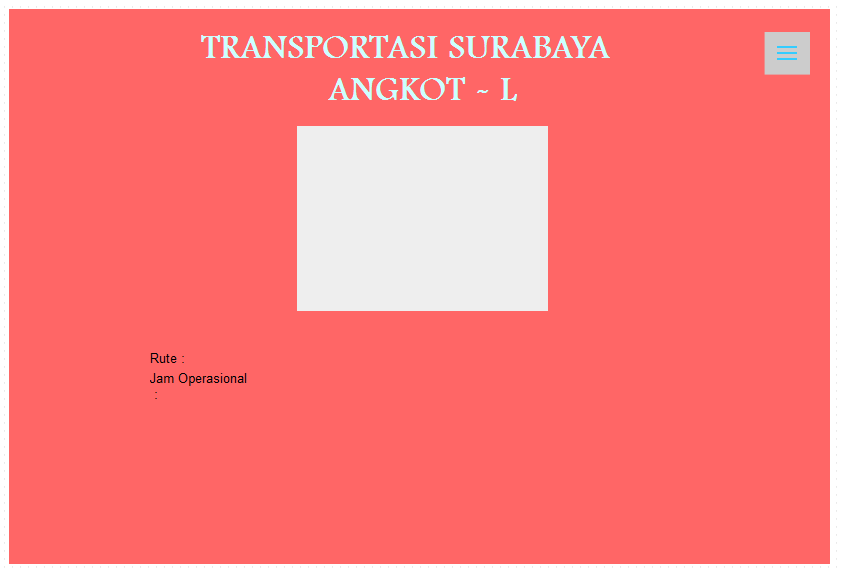 TRANSPORTASI SURABAYA
ANGKOT ~ L
Rute :
Jam Operasional
: